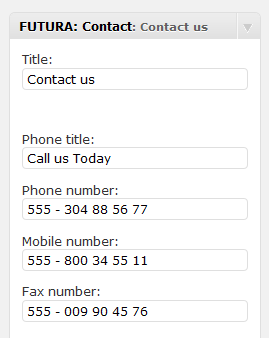 FUTURA: Contact: Contact us
Title:
Contact us
Phone title:
Call us Today
Phone number:
555 - 304 88 56 77
Mobile number:
555 - 800 34 55 11
Fax number:
555 - 009 90 45 76